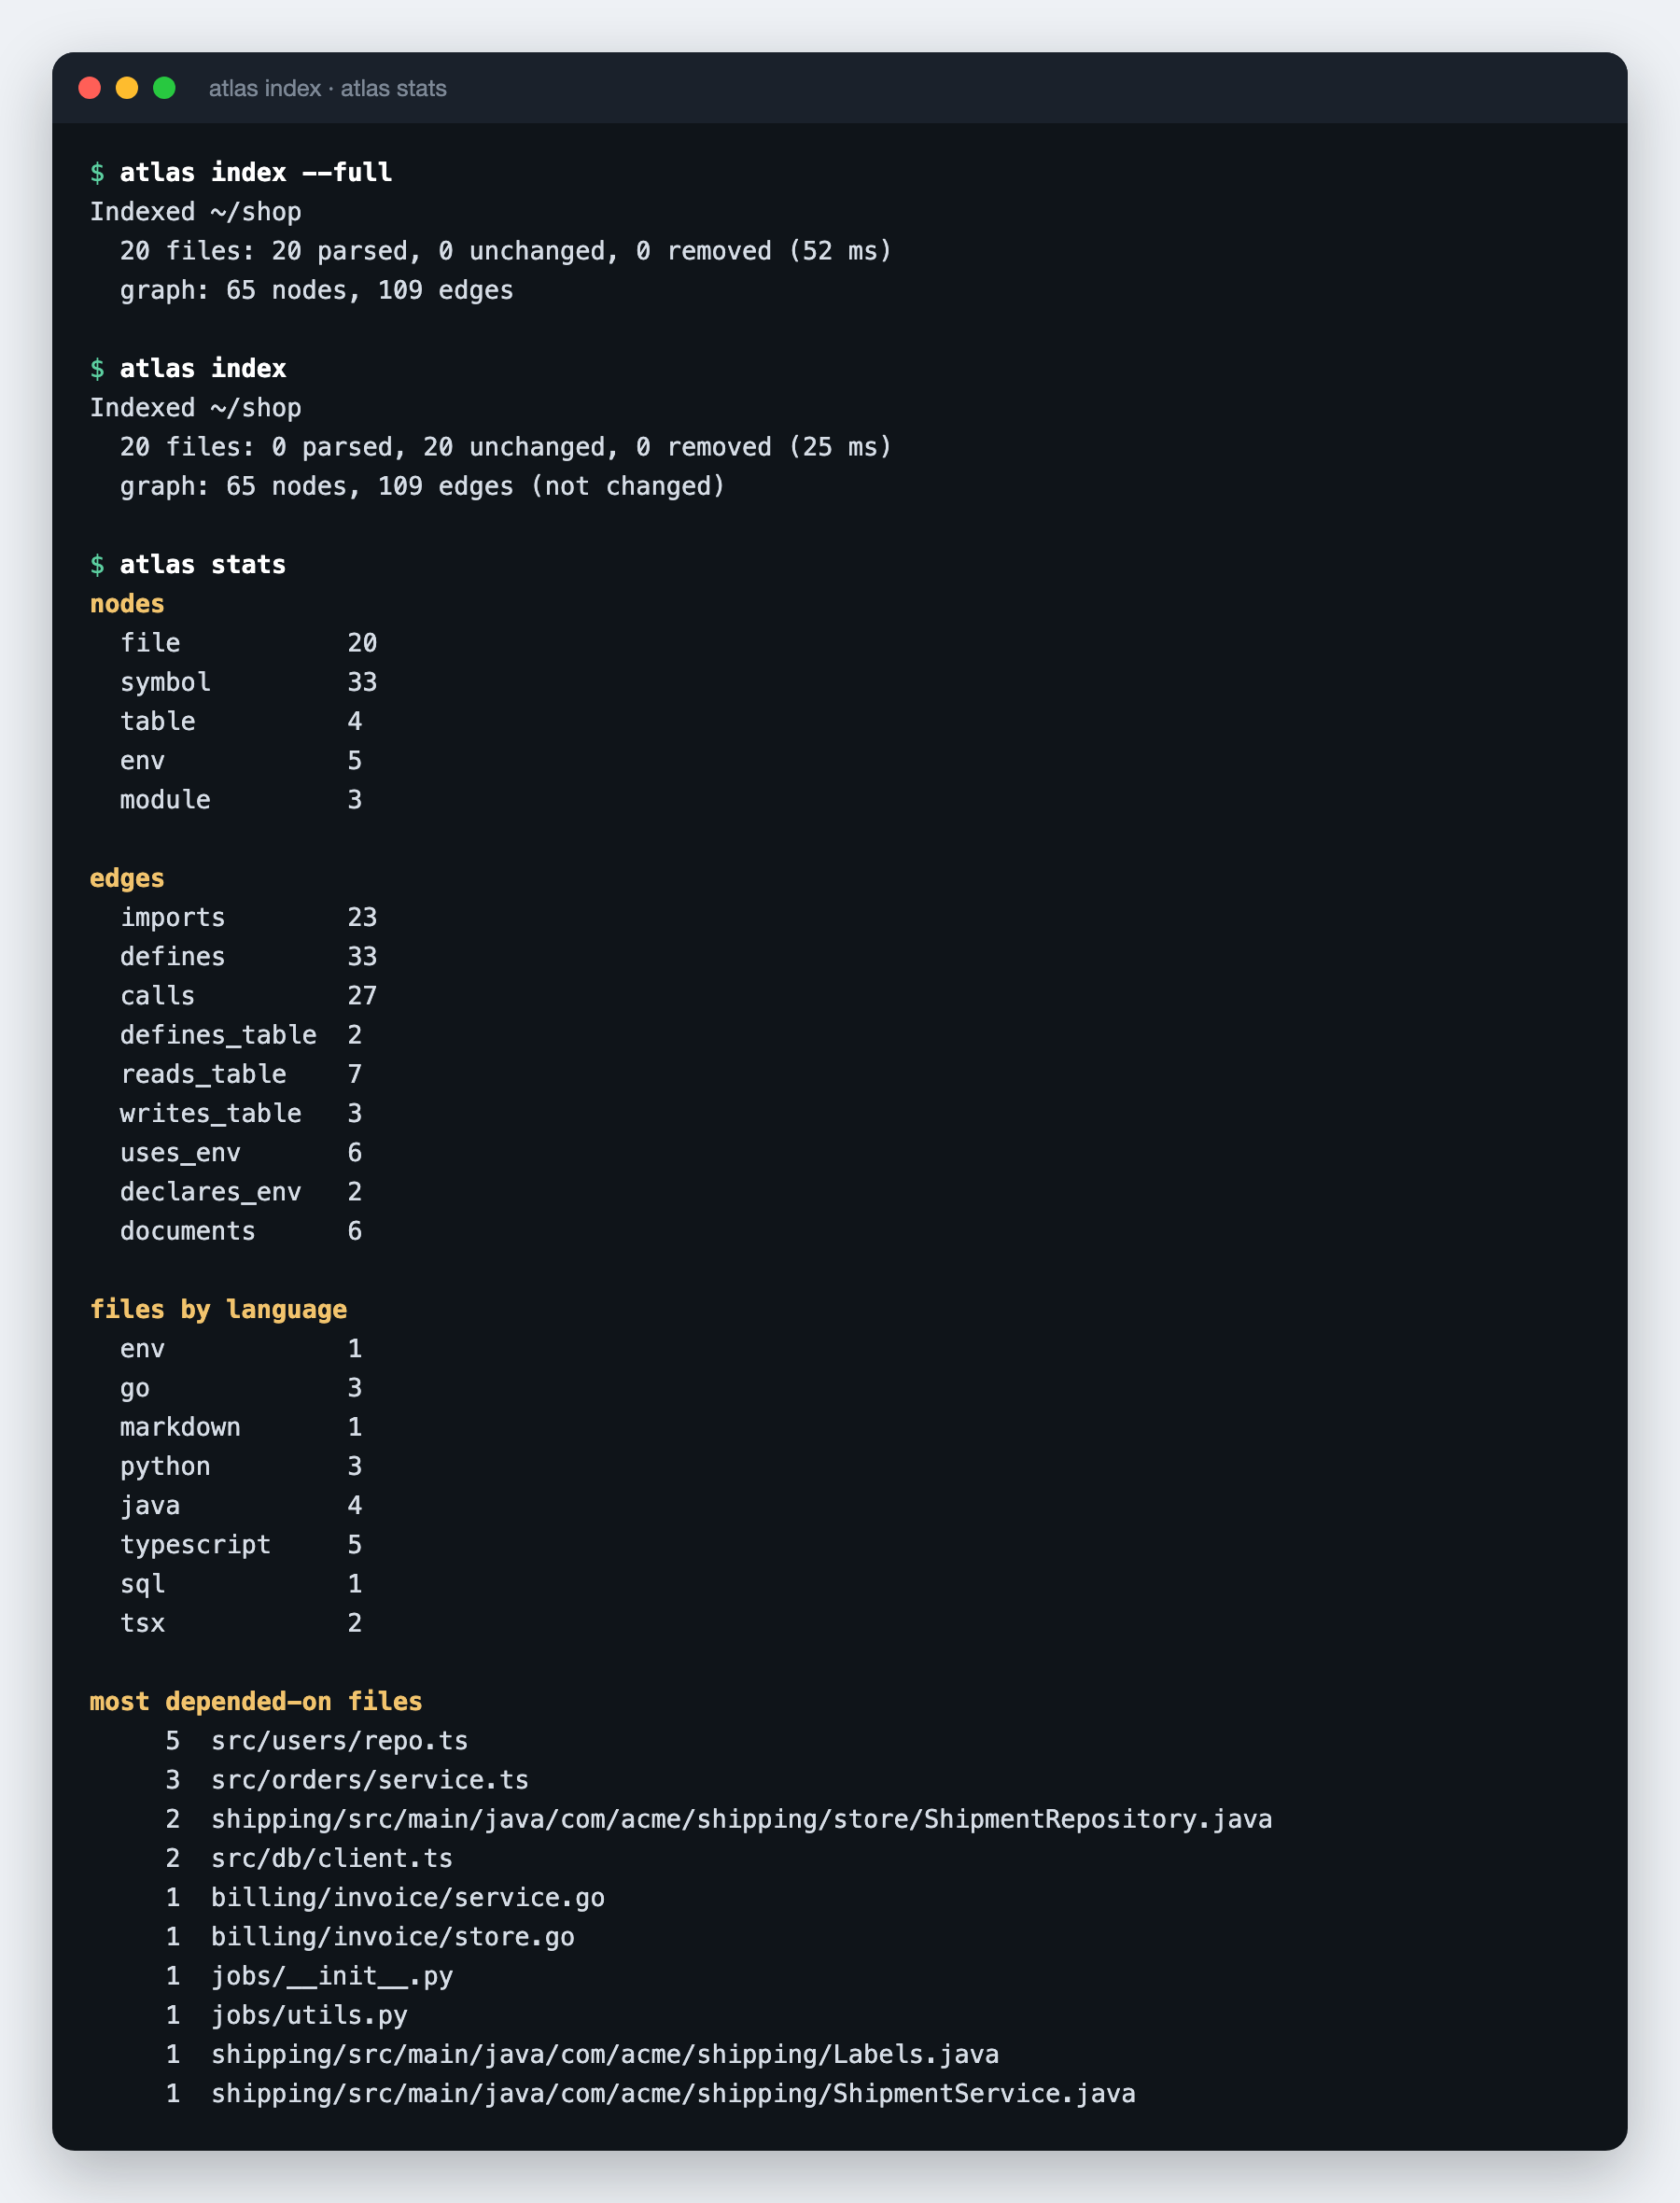 atlas index · atlas stats
$ atlas index --full
Indexed ~/shop
  20 files: 20 parsed, 0 unchanged, 0 removed (52 ms)
  graph: 65 nodes, 109 edges

$ atlas index
Indexed ~/shop
  20 files: 0 parsed, 20 unchanged, 0 removed (25 ms)
  graph: 65 nodes, 109 edges (not changed)

$ atlas stats
nodes
  file           20
  symbol         33
  table          4
  env            5
  module         3

edges
  imports        23
  defines        33
  calls          27
  defines_table  2
  reads_table    7
  writes_table   3
  uses_env       6
  declares_env   2
  documents      6

files by language
  env            1
  go             3
  markdown       1
  python         3
  java           4
  typescript     5
  sql            1
  tsx            2

most depended-on files
     5  src/users/repo.ts
     3  src/orders/service.ts
     2  shipping/src/main/java/com/acme/shipping/store/ShipmentRepository.java
     2  src/db/client.ts
     1  billing/invoice/service.go
     1  billing/invoice/store.go
     1  jobs/__init__.py
     1  jobs/utils.py
     1  shipping/src/main/java/com/acme/shipping/Labels.java
     1  shipping/src/main/java/com/acme/shipping/ShipmentService.java